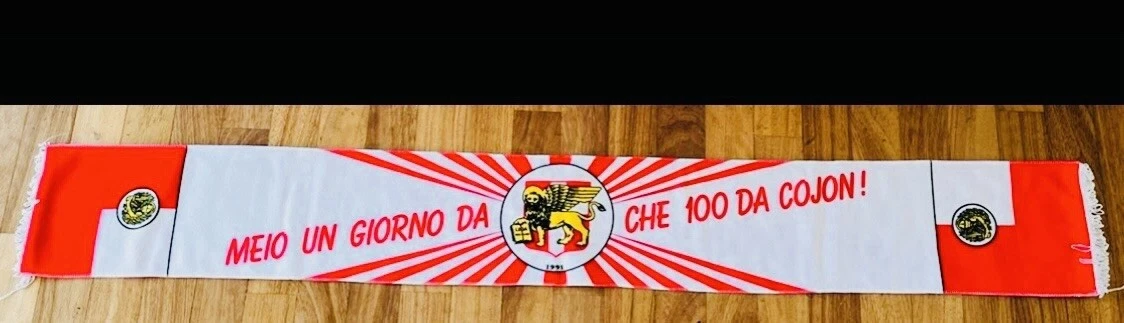 MEIO UN GIORNO DA CHE 100 DA COJON!
1991